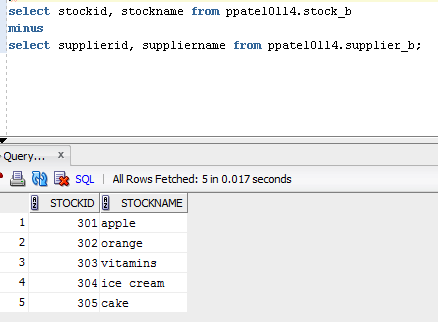 select stockid, stockname from ppatel0114.stock_b
minus
select supplierid, suppliername from ppatel0114.supplier_b;
Query... x
SQL | All Rows Fetched: 5 in 0.017 seconds
STOCKID STOCKNAME
1 301 apple
2 302 orange
3 303 vitamins
4 304 ice cream
5 305 cake